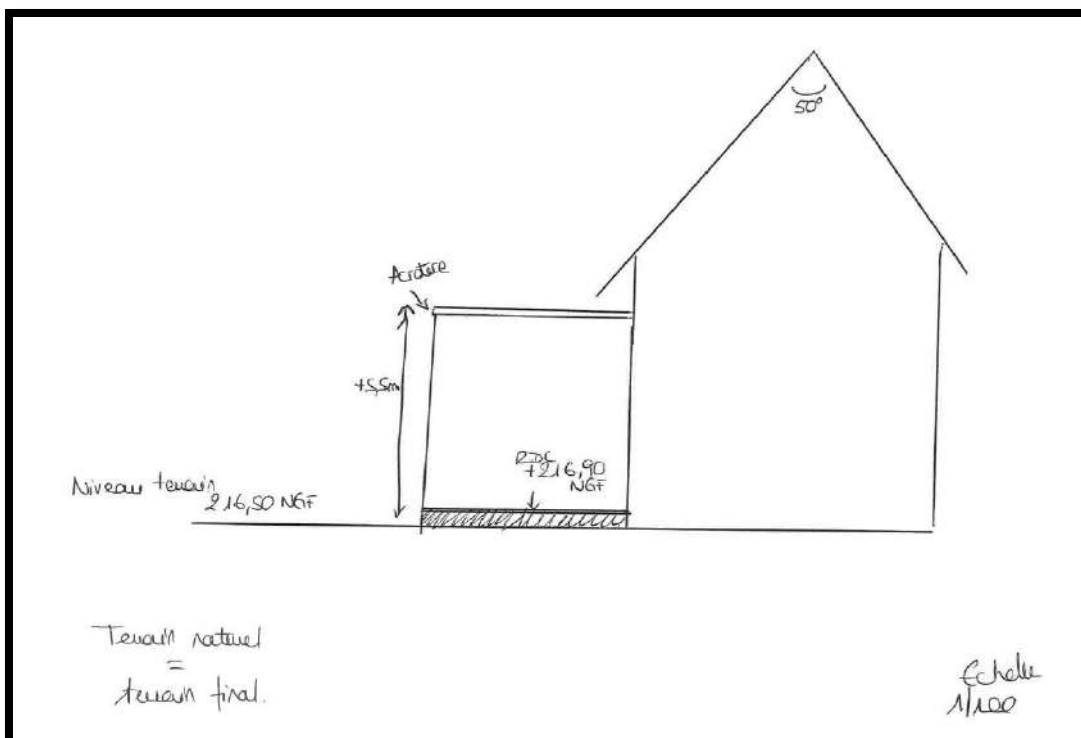 50°
Acrotère
+5,5m
RDC
+216,90
NGF
Niveau terrain
216,50 NGF
Terrain naturel
=
terrain final.
Echelle
1/100